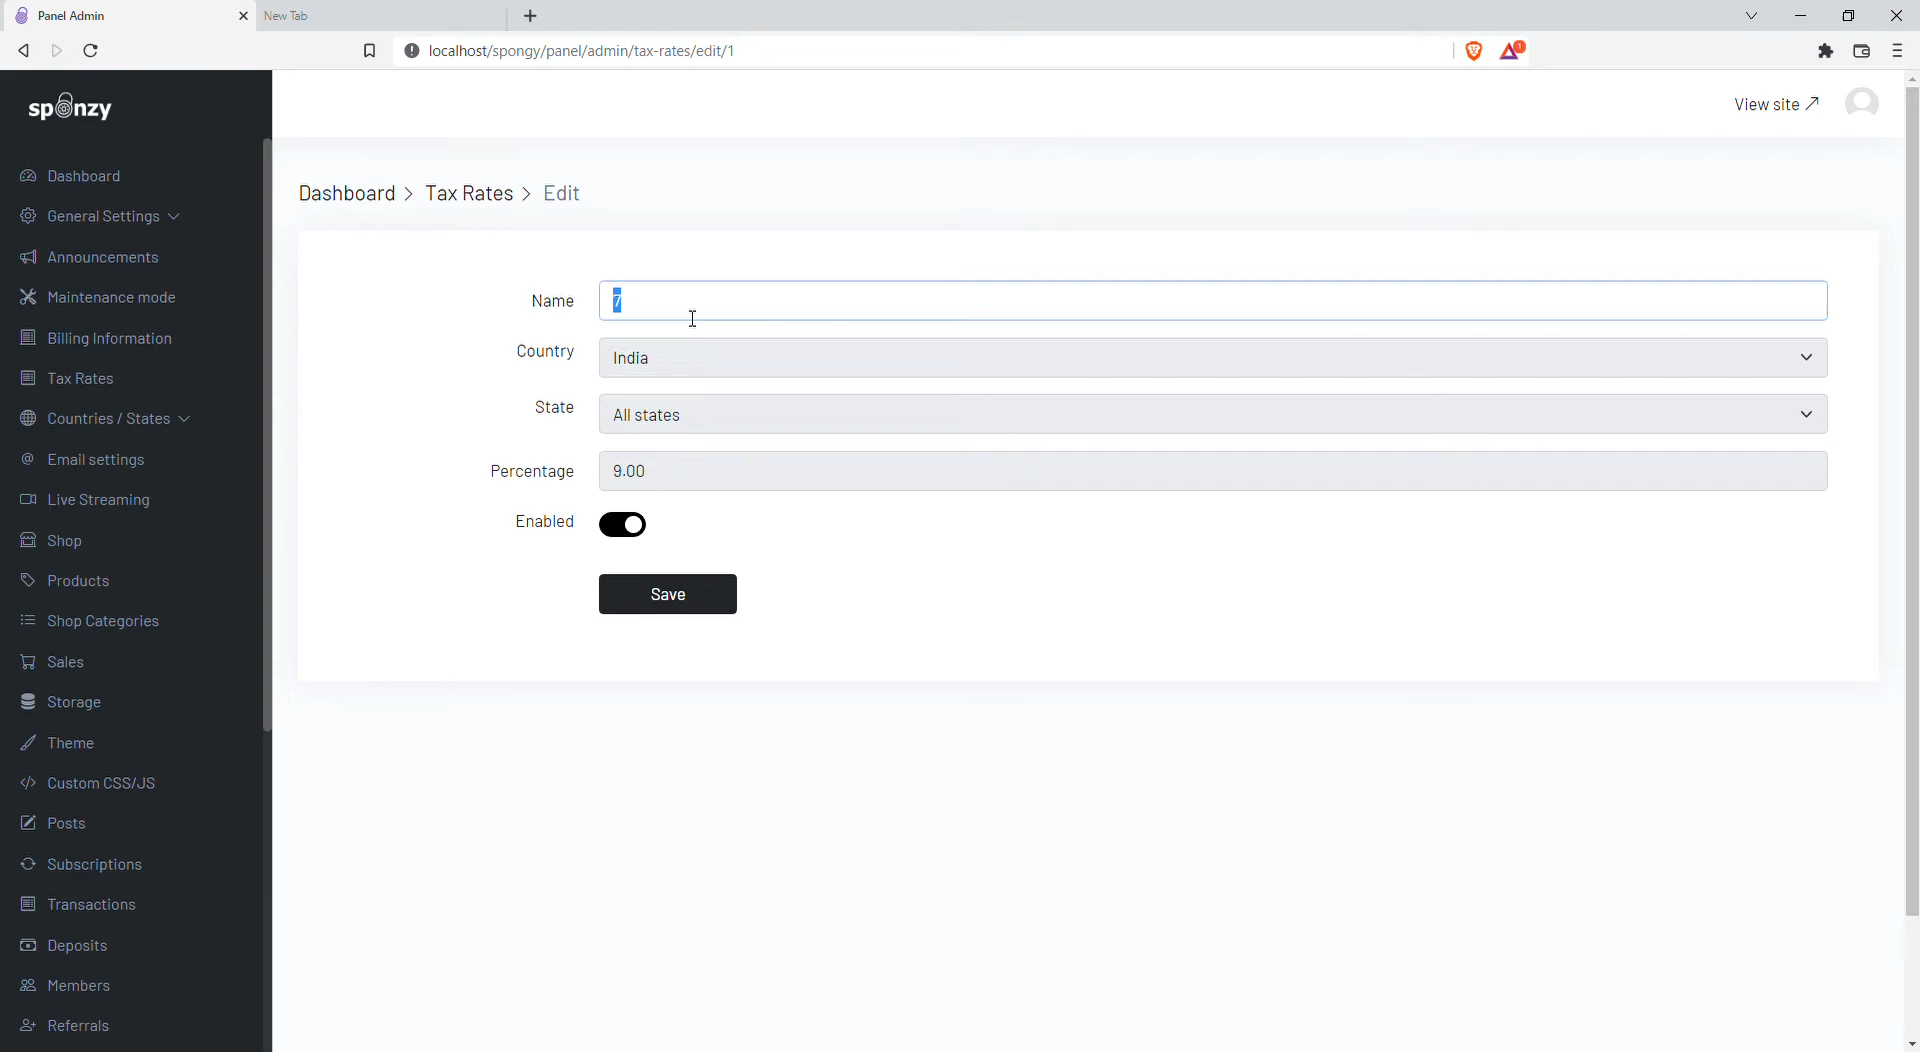 Panel Admin
New Tab
localhost/spongy/panel/admin/tax-rates/edit/1
1
sponzy
View site
Dashboard
General Settings
Announcements
Maintenance mode
Billing Information
Tax Rates
Countries / States
Email settings
Live Streaming
Shop
Products
Shop Categories
Sales
Storage
Theme
Custom CSS/JS
Posts
Subscriptions
Transactions
Deposits
Members
Referrals
Dashboard > Tax Rates > Edit
Name 7
Country India
State All states
Percentage 9.00
Enabled
Save